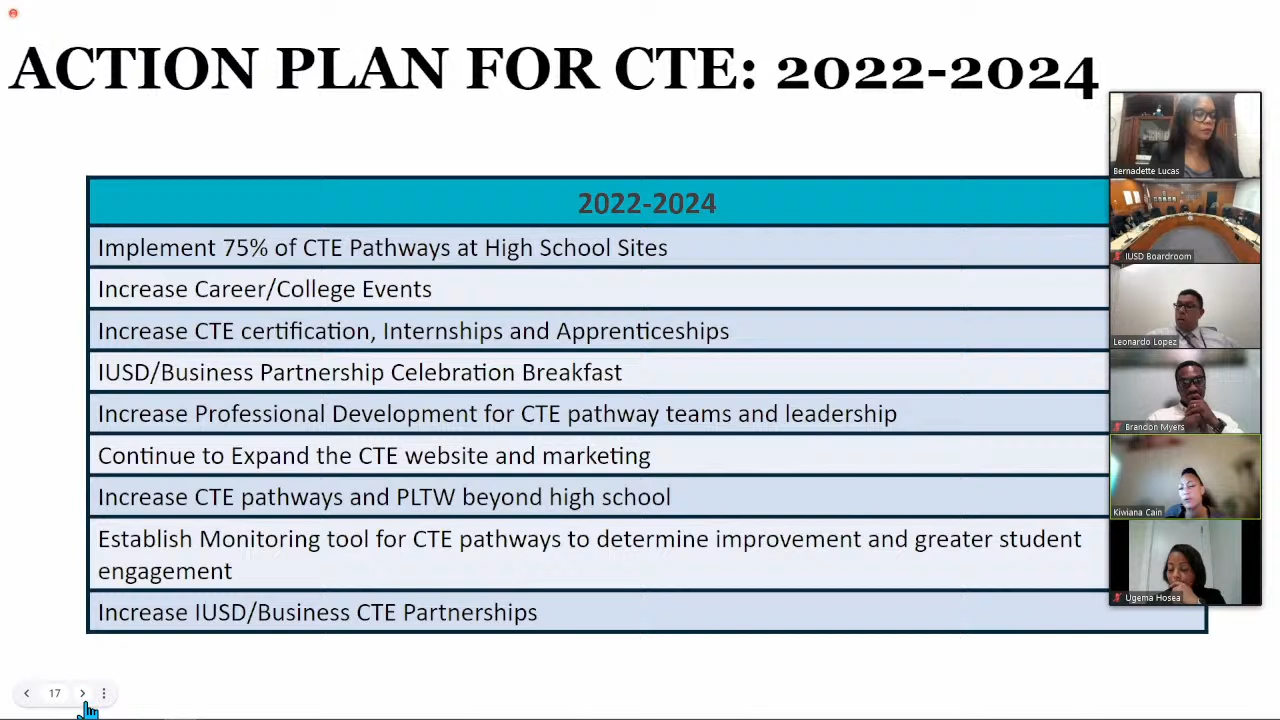 ACTION PLAN FOR CTE: 2022-2024
2022-2024
Implement 75% of CTE Pathways at High School Sites
Increase Career/College Events
Increase CTE certification, Internships and Apprenticeships
IUSD/Business Partnership Celebration Breakfast
Increase Professional Development for CTE pathway teams and leadership
Continue to Expand the CTE website and marketing
Increase CTE pathways and PLTW beyond high school
Establish Monitoring tool for CTE pathways to determine improvement and greater student
engagement
Increase IUSD/Business CTE Partnerships
Bernadette Lucas
IUSD Boardroom
Leonardo Lopez
Brandon Myers
Kiwiana Cain
Ugema Hosea
17